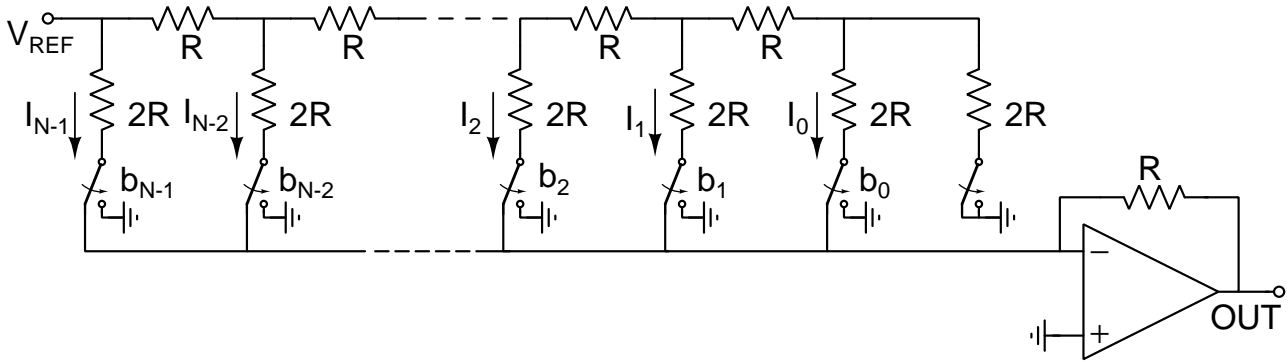 V_REF
R R R R
I_N-1 2R I_N-2 2R I_2 2R I_1 2R I_0 2R 2R
b_N-1 b_N-2 b_2 b_1 b_0
R
−
+
OUT